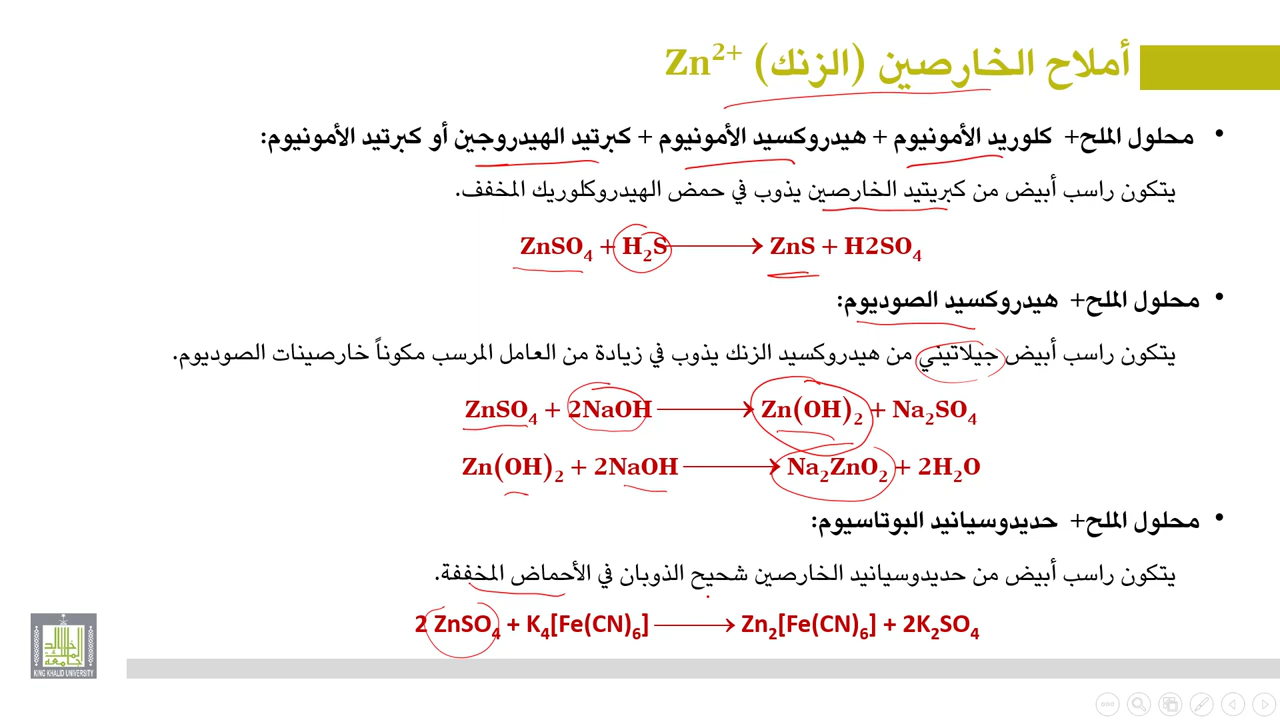 أملاح الخارصين (الزنك) Zn²⁺
• محلول الملح+ كلوريد الأمونيوم + هيدروكسيد الأمونيوم + كبرتيد الهيدروجين أو كبرتيد الأمونيوم:
يتكون راسب أبيض من كبريتيد الخارصين يذوب في حمض الهيدروكلوريك المخفف.
ZnSO₄ + H₂S ⟶ ZnS + H2SO₄
• محلول الملح+ هيدروكسيد الصوديوم:
يتكون راسب أبيض جيلاتيني من هيدروكسيد الزنك يذوب في زيادة من العامل المرسب مكوناً خارصينات الصوديوم.
ZnSO₄ + 2NaOH ⟶ Zn(OH)₂ + Na₂SO₄
Zn(OH)₂ + 2NaOH ⟶ Na₂ZnO₂ + 2H₂O
• محلول الملح+ حديدوسيانيد البوتاسيوم:
يتكون راسب أبيض من حديدوسيانيد الخارصين شحيح الذوبان في الأحماض المخففة.
2 ZnSO₄ + K₄[Fe(CN)₆] ⟶ Zn₂[Fe(CN)₆] + 2K₂SO₄
جامعة الملك خالد
KING KHALID UNIVERSITY